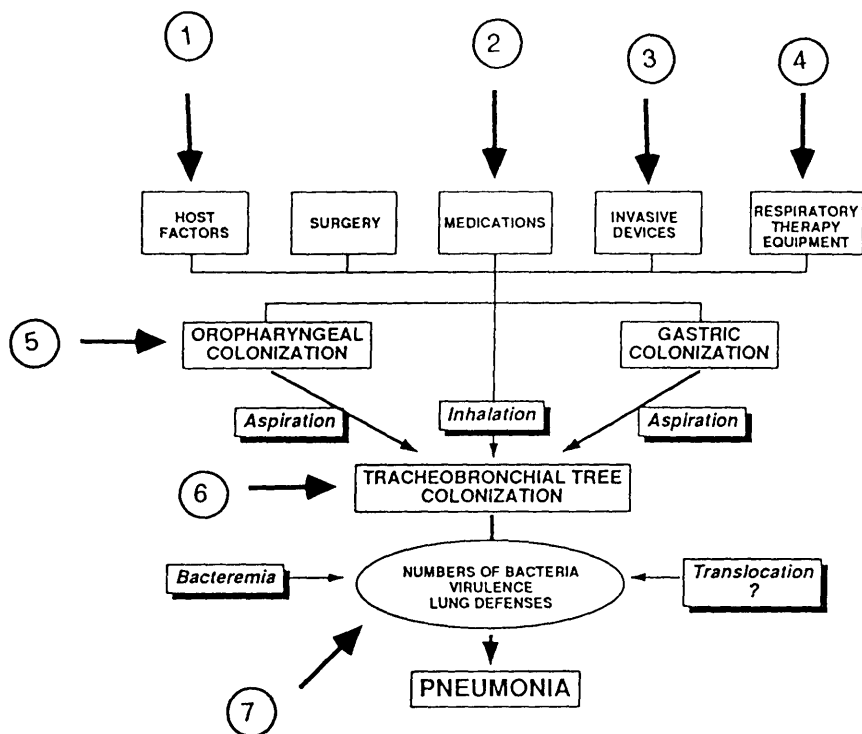 1
2
3
4
HOST
FACTORS
SURGERY
MEDICATIONS
INVASIVE
DEVICES
RESPIRATORY
THERAPY
EQUIPMENT
5
OROPHARYNGEAL
COLONIZATION
GASTRIC
COLONIZATION
Aspiration
Inhalation
Aspiration
6
TRACHEOBRONCHIAL TREE
COLONIZATION
Bacteremia
NUMBERS OF BACTERIA
VIRULENCE
LUNG DEFENSES
Translocation
?
7
PNEUMONIA